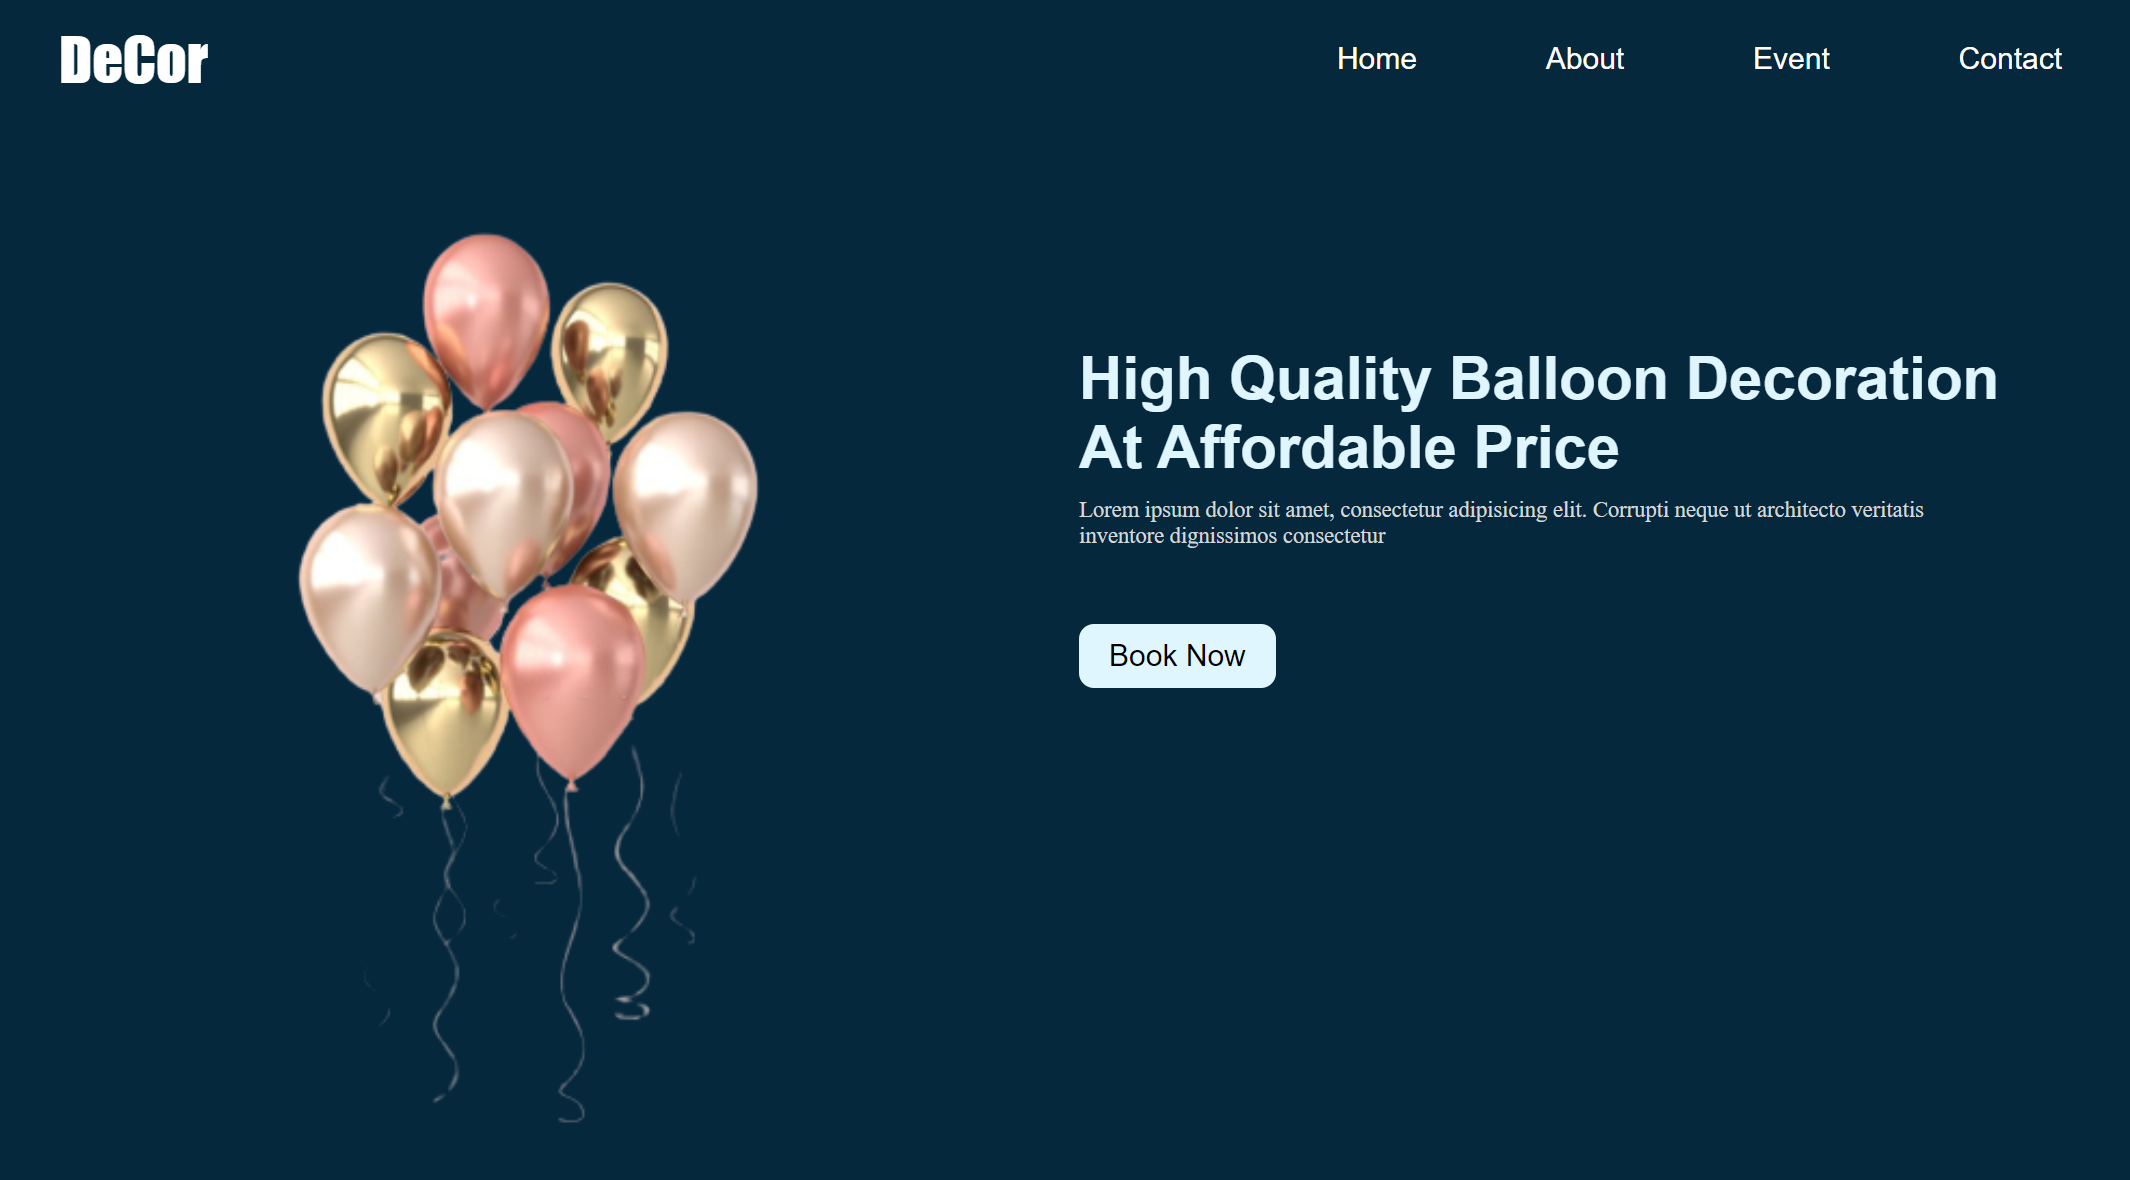 DeCor
Home About Event Contact
High Quality Balloon Decoration
At Affordable Price
Lorem ipsum dolor sit amet, consectetur adipisicing elit. Corrupti neque ut architecto veritatis
inventore dignissimos consectetur
Book Now